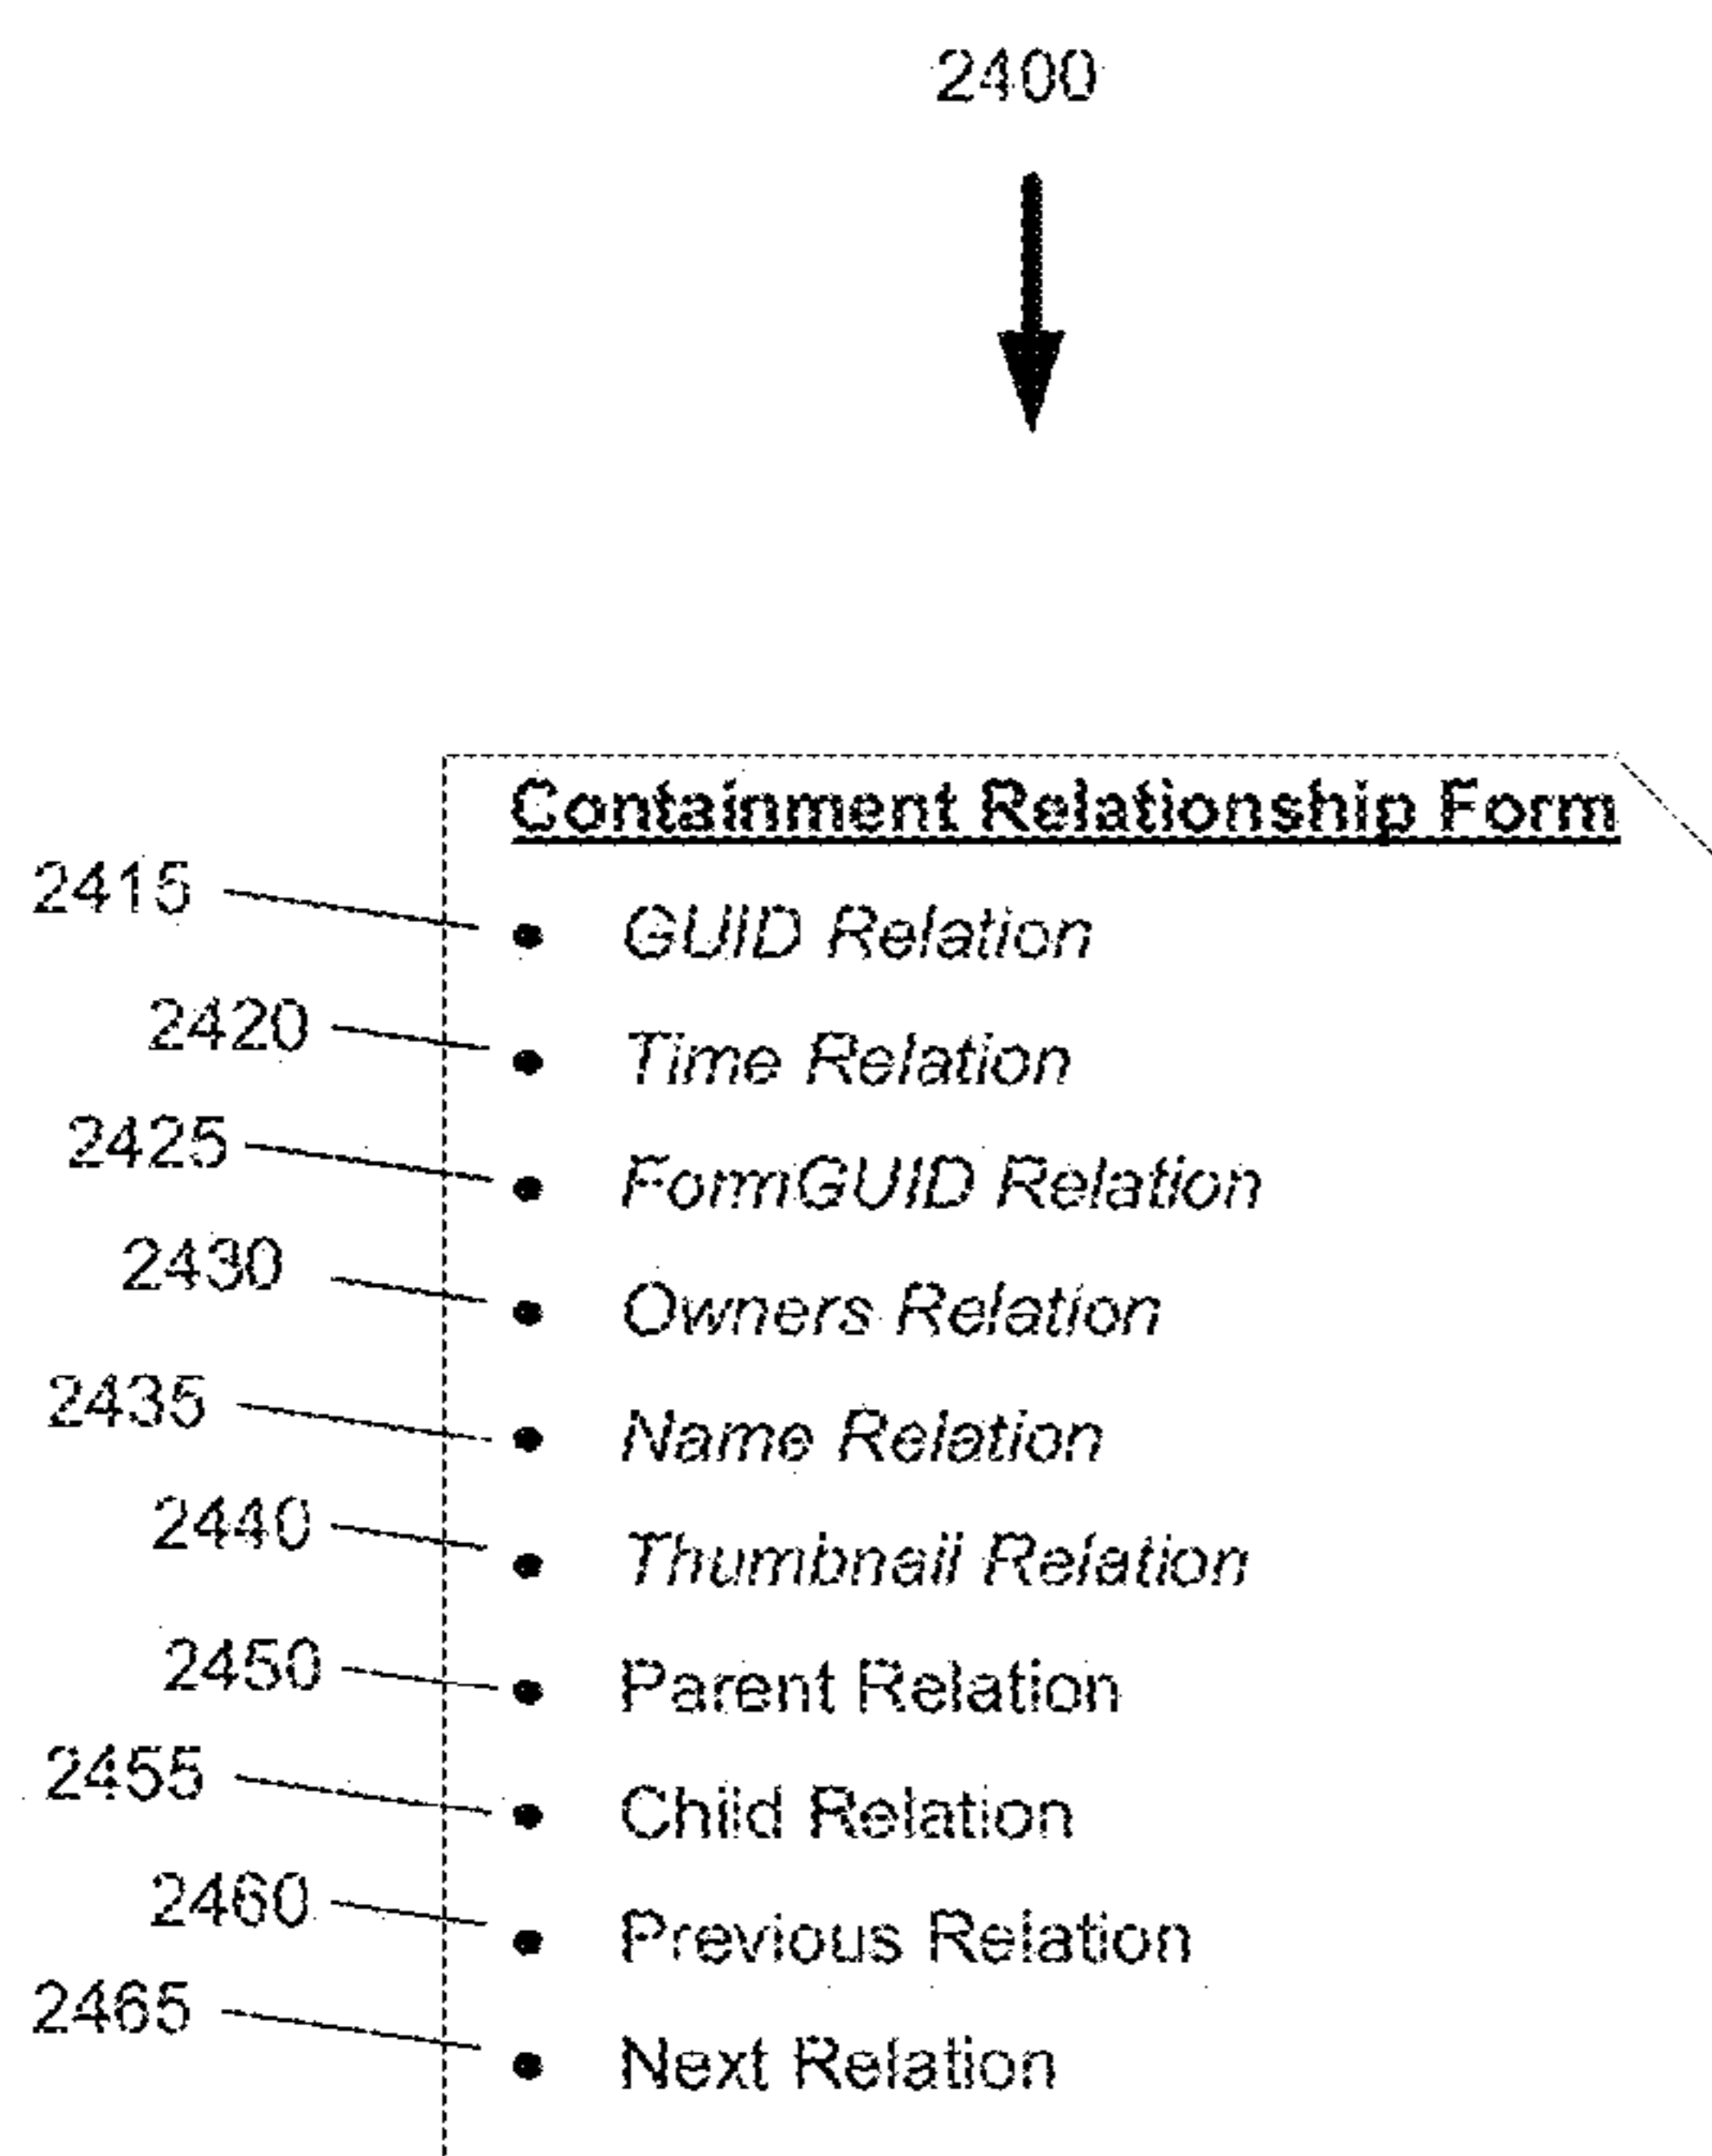 2400
Containment Relationship Form
2415 • GUID Relation
2420 • Time Relation
2425 • FormGUID Relation
2430 • Owners Relation
2435 • Name Relation
2440 • Thumbnail Relation
2450 • Parent Relation
2455 • Child Relation
2460 • Previous Relation
2465 • Next Relation